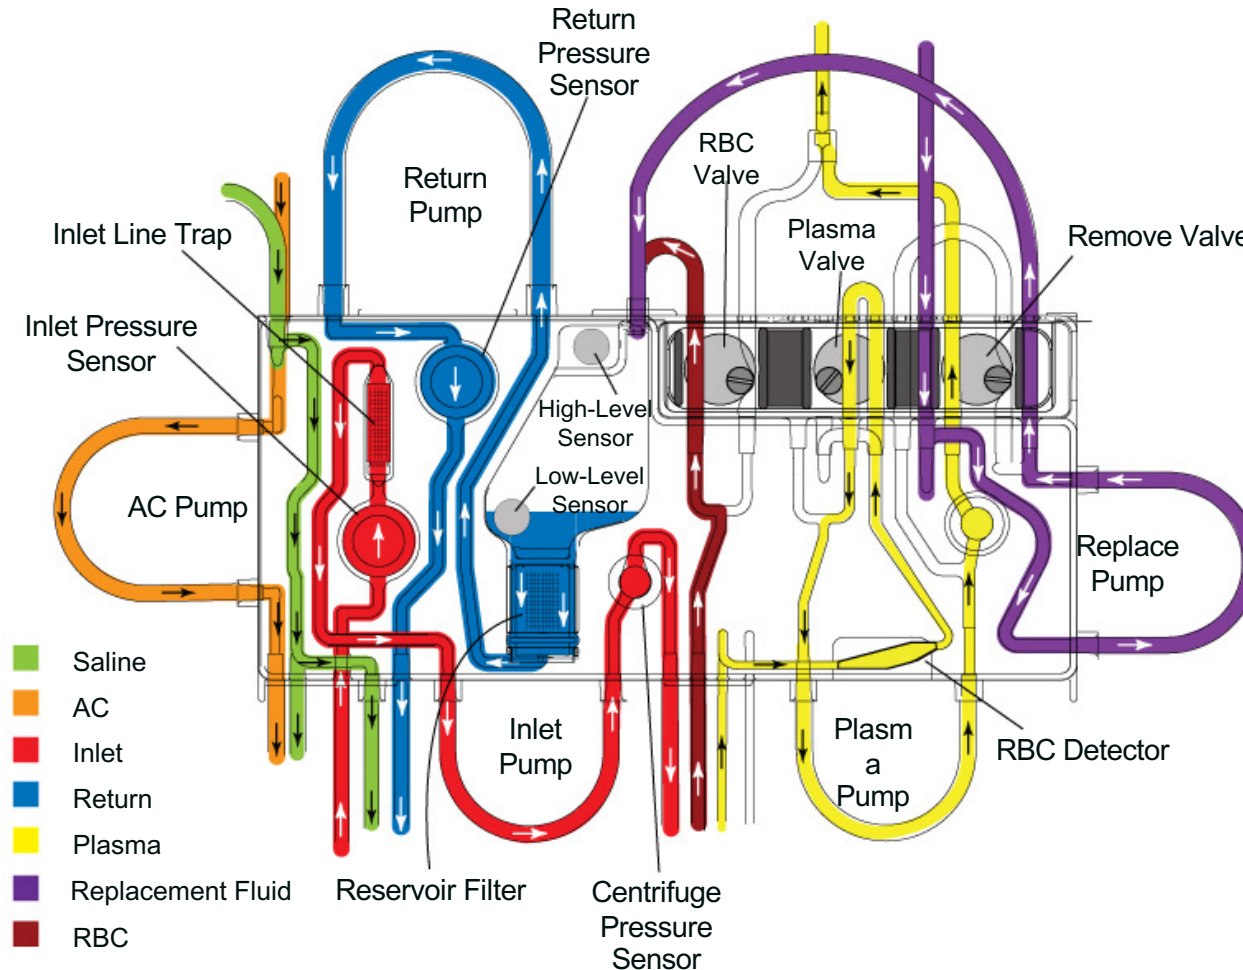 Return
Pressure
Sensor
RBC
Valve
Return
Pump
Inlet Line Trap
Plasma
Valve
Remove Valve
Inlet Pressure
Sensor
High-Level
Sensor
Low-Level
Sensor
AC Pump
Replace
Pump
Saline
AC
Inlet
Return
Plasma
Replacement Fluid
RBC
Inlet
Pump
Plasm
a
Pump
RBC Detector
Reservoir Filter
Centrifuge
Pressure
Sensor